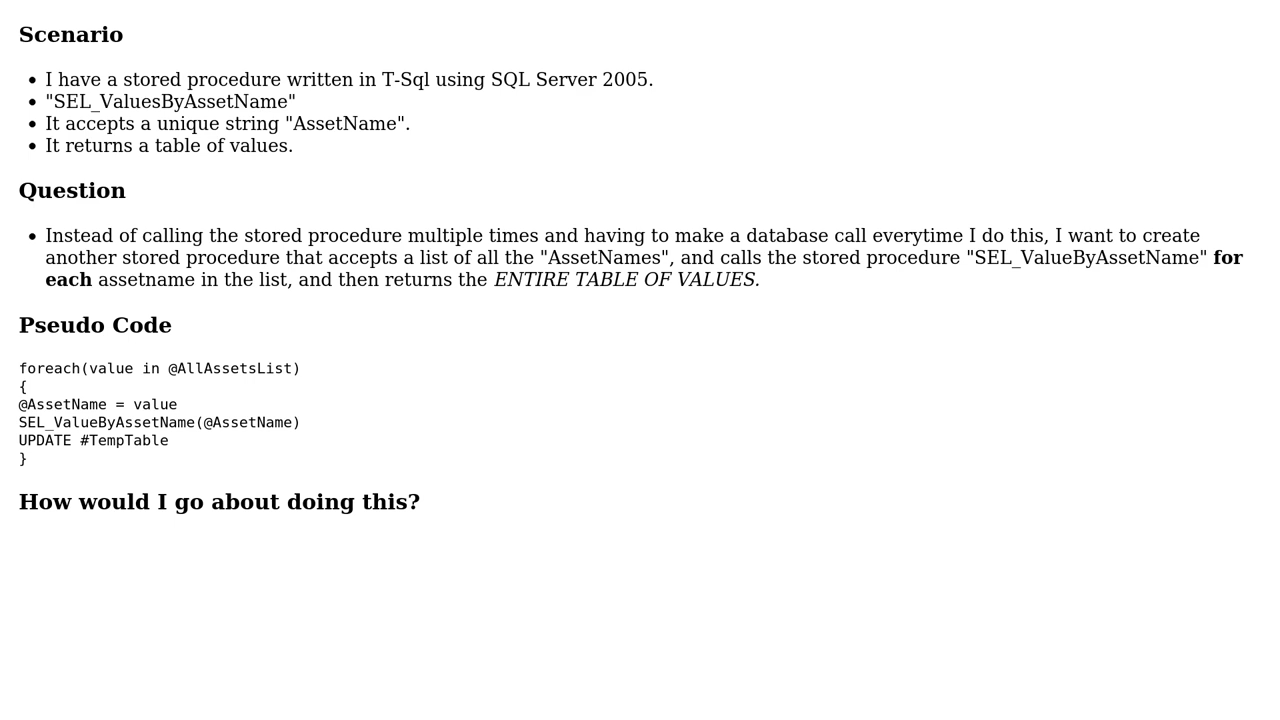 Scenario
• I have a stored procedure written in T-Sql using SQL Server 2005.
• "SEL_ValuesByAssetName"
• It accepts a unique string "AssetName".
• It returns a table of values.
Question
• Instead of calling the stored procedure multiple times and having to make a database call everytime I do this, I want to create
another stored procedure that accepts a list of all the "AssetNames", and calls the stored procedure "SEL_ValueByAssetName" for
each assetname in the list, and then returns the ENTIRE TABLE OF VALUES.
Pseudo Code
foreach(value in @AllAssetsList)
{
@AssetName = value
SEL_ValueByAssetName(@AssetName)
UPDATE #TempTable
}
How would I go about doing this?